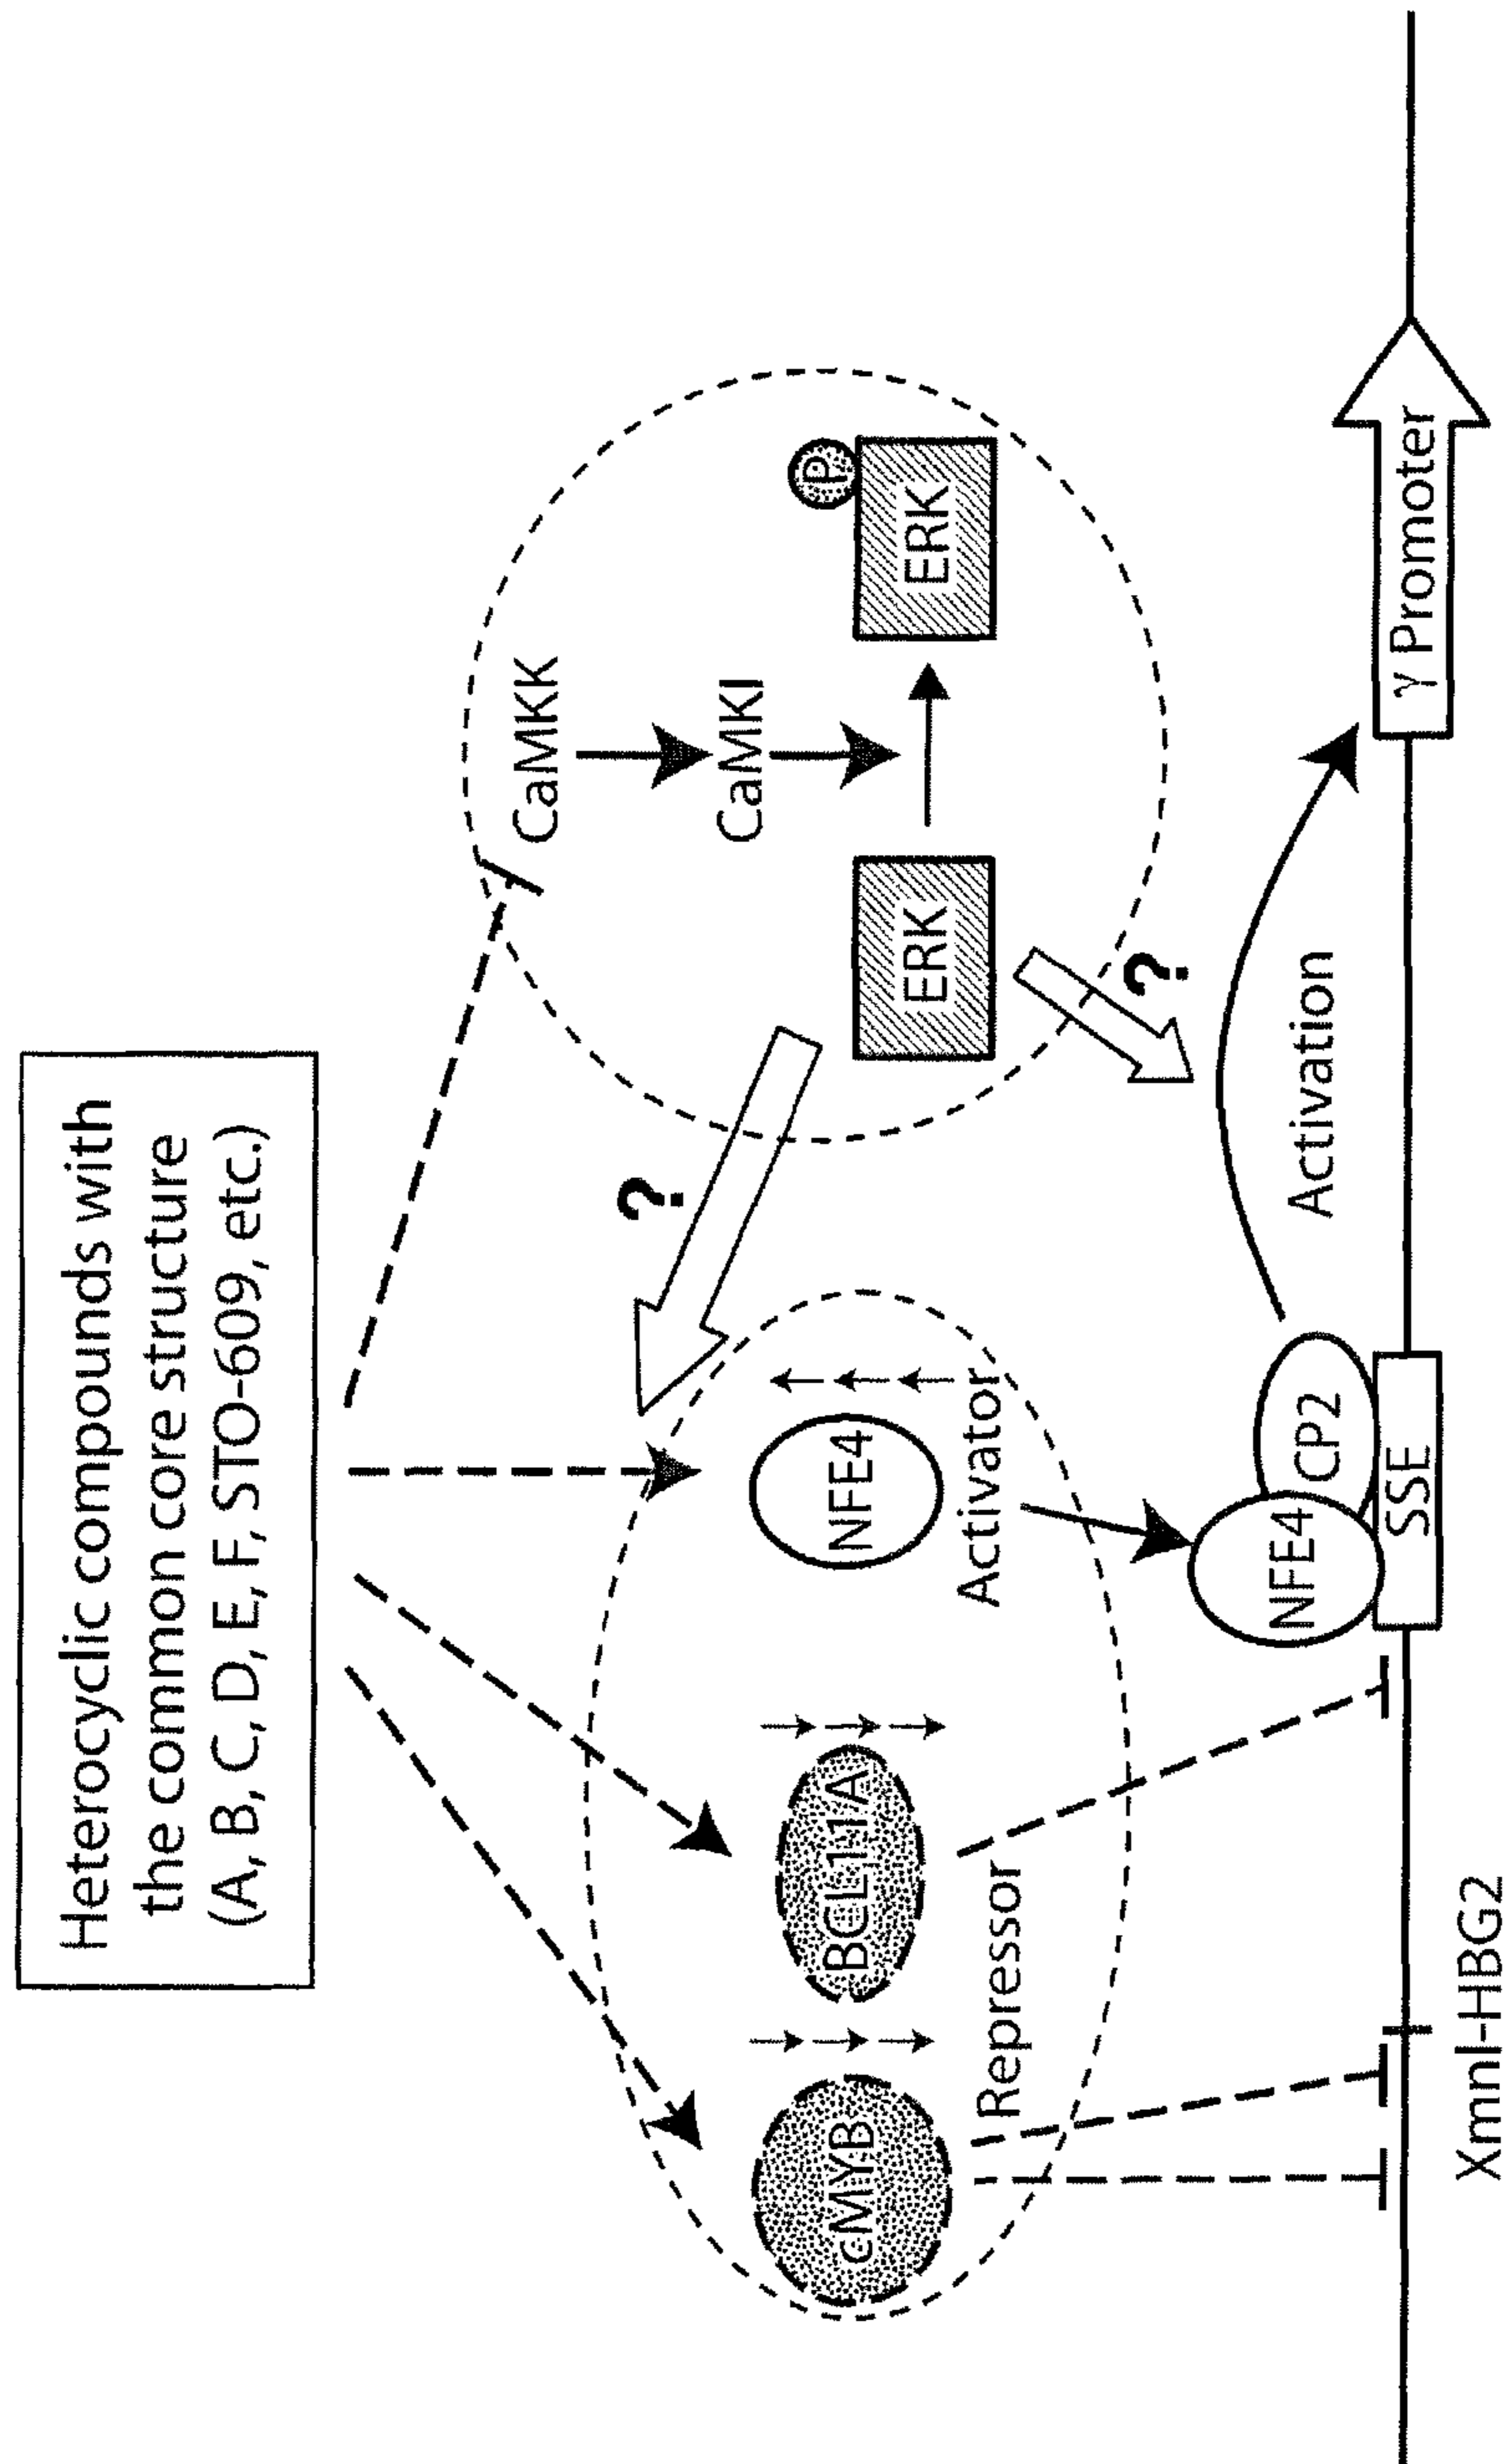 Heterocyclic compounds with
the common core structure
(A, B, C, D, E, F, STO-609, etc.)
CaMKK
CaMKI
P
ERK
ERK
?
?
cMYB
BCL11A
NFE4
Repressor
Activator
NFE4
CP2
SSE
Activation
γ Promoter
XmnI-HBG2